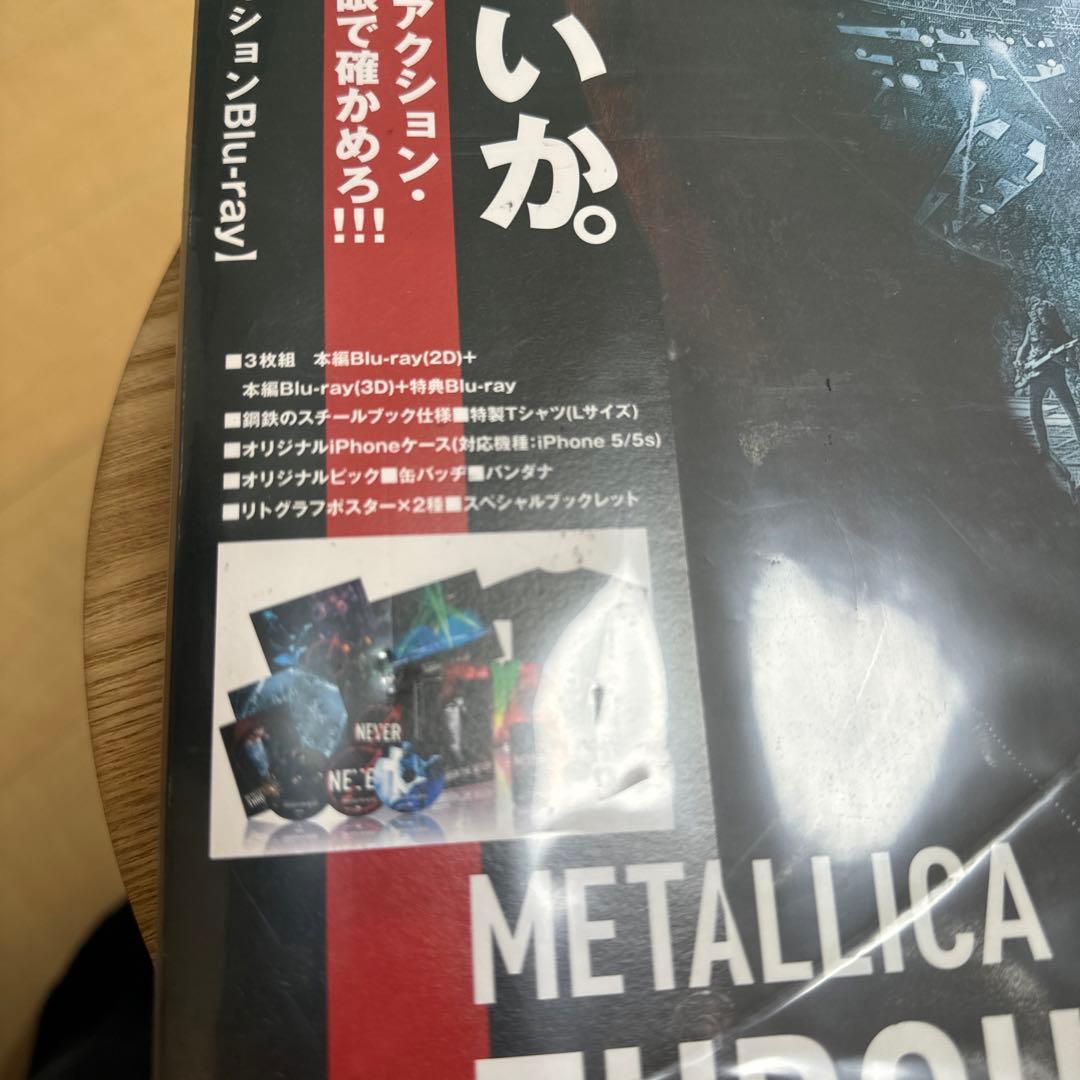 いか。
アクション・
眼で確かめろ!!!
ションBlu-ray】
■3枚組　本編Blu-ray(2D)+
本編Blu-ray(3D)+特典Blu-ray
■鋼鉄のスチールブック仕様■特製Tシャツ(Lサイズ)
■オリジナルiPhoneケース(対応機種:iPhone 5/5s)
■オリジナルピック■缶バッヂ■バンダナ
■リトグラフポスター×2種■スペシャルブックレット
NEVER
METALLICA